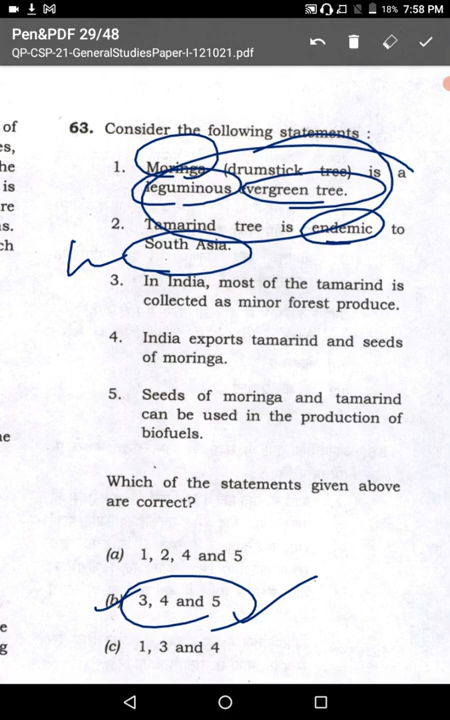 18% 7:58 PM
Pen&PDF 29/48
QP-CSP-21-GeneralStudiesPaper-I-121021.pdf
of
es,
he
is
re
s.
ch
63. Consider the following statements :
1. Moringa (drumstick tree) is a
leguminous evergreen tree.
2. Tamarind tree is endemic to
South Asia.
3. In India, most of the tamarind is
collected as minor forest produce.
4. India exports tamarind and seeds
of moringa.
5. Seeds of moringa and tamarind
can be used in the production of
biofuels.
ne
Which of the statements given above
are correct?
(a) 1, 2, 4 and 5
(b) 3, 4 and 5
e
g
(c) 1, 3 and 4